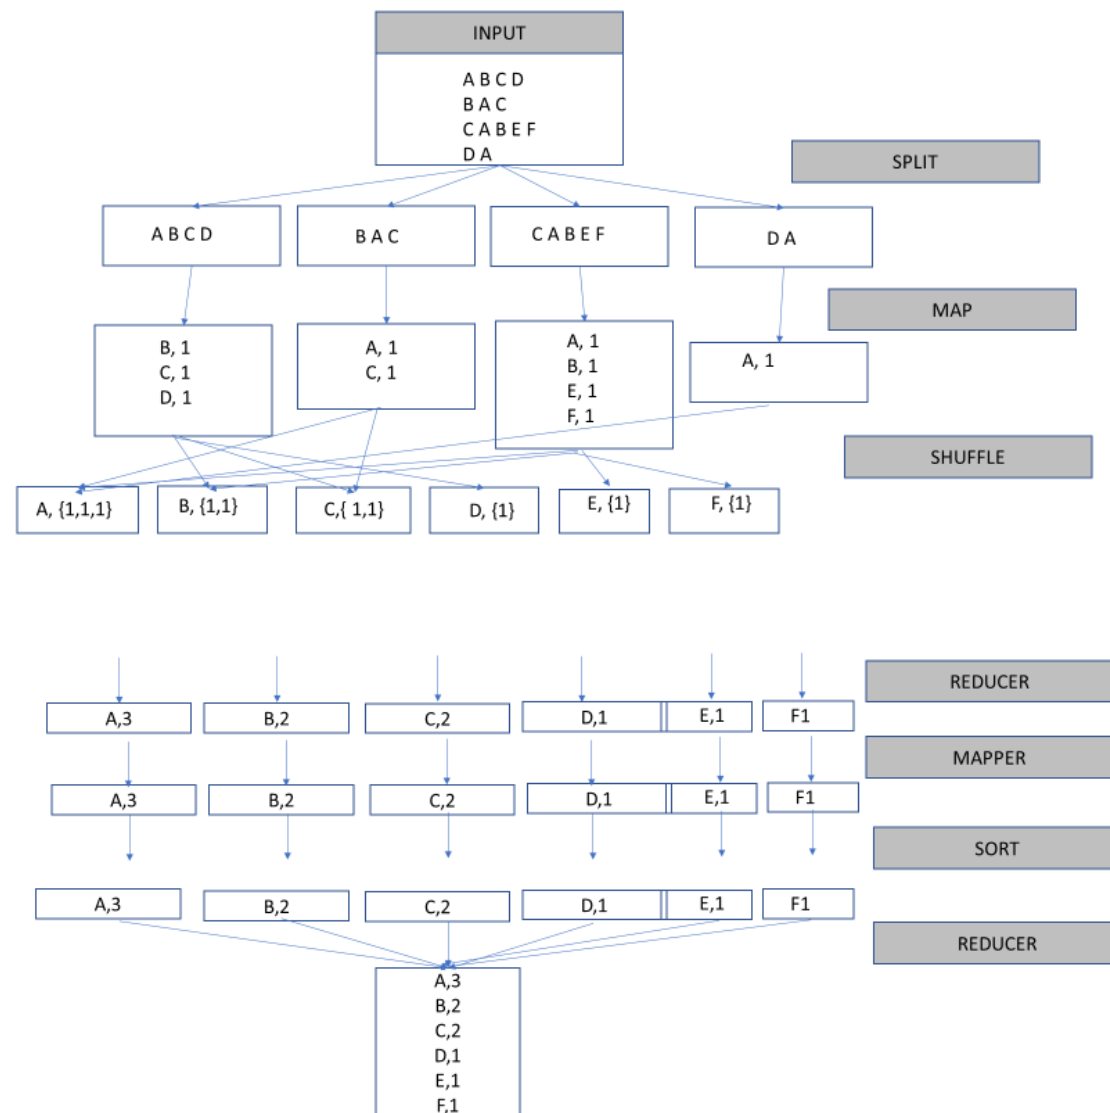 INPUT
A B C D
B A C
C A B E F
D A
SPLIT
A B C D
B A C
C A B E F
D A
MAP
B, 1
C, 1
D, 1
A, 1
C, 1
A, 1
B, 1
E, 1
F, 1
A, 1
SHUFFLE
A, {1,1,1}
B, {1,1}
C,{ 1,1}
D, {1}
E, {1}
F, {1}
REDUCER
A,3
B,2
C,2
D,1
E,1
F1
MAPPER
A,3
B,2
C,2
D,1
E,1
F1
SORT
A,3
B,2
C,2
D,1
E,1
F1
REDUCER
A,3
B,2
C,2
D,1
E,1
F,1